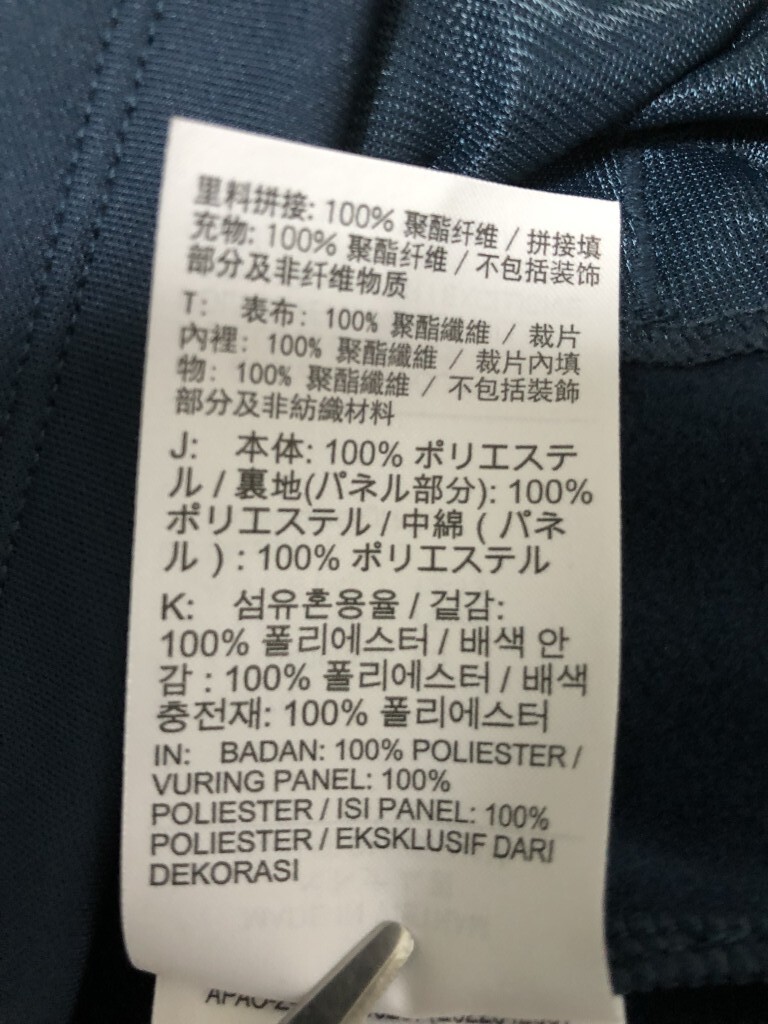 里料拼接: 100% 聚酯纤维 / 拼接填
充物: 100% 聚酯纤维 / 不包括装饰
部分及非纤维物质
T: 表布: 100% 聚酯纖維 / 裁片
內裡: 100% 聚酯纖維 / 裁片內填
物: 100% 聚酯纖維 / 不包括裝飾
部分及非紡織材料
J: 本体: 100% ポリエステ
ル / 裏地(パネル部分): 100%
ポリエステル / 中綿 ( パネ
ル ) : 100% ポリエステル
K: 섬유혼용율 / 겉감:
100% 폴리에스터 / 배색 안
감 : 100% 폴리에스터 / 배색
충전재: 100% 폴리에스터
IN: BADAN: 100% POLIESTER /
VURING PANEL: 100%
POLIESTER / ISI PANEL: 100%
POLIESTER / EKSKLUSIF DARI
DEKORASI